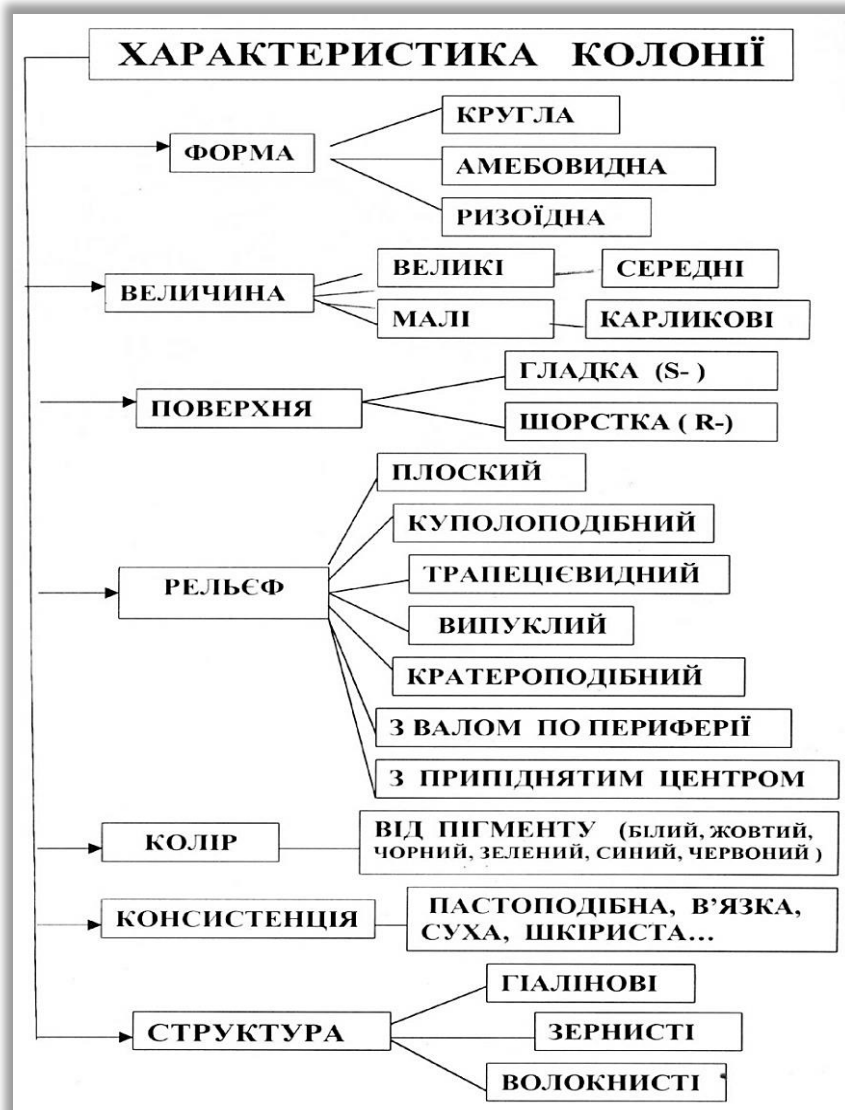 ХАРАКТЕРИСТИКА КОЛОНІЇ
ФОРМА
КРУГЛА
АМЕБОВИДНА
РИЗОЇДНА
ВЕЛИЧИНА
ВЕЛИКІ
СЕРЕДНІ
МАЛІ
КАРЛИКОВІ
ПОВЕРХНЯ
ГЛАДКА (S- )
ШОРСТКА ( R-)
РЕЛЬЄФ
ПЛОСКИЙ
КУПОЛОПОДІБНИЙ
ТРАПЕЦІЄВИДНИЙ
ВИПУКЛИЙ
КРАТЕРОПОДІБНИЙ
З ВАЛОМ ПО ПЕРИФЕРІЇ
З ПРИПІДНЯТИМ ЦЕНТРОМ
КОЛІР
ВІД ПІГМЕНТУ (БІЛИЙ, ЖОВТИЙ,
ЧОРНИЙ, ЗЕЛЕНИЙ, СИНИЙ, ЧЕРВОНИЙ )
КОНСИСТЕНЦІЯ
ПАСТОПОДІБНА, В’ЯЗКА,
СУХА, ШКІРИСТА...
СТРУКТУРА
ГІАЛІНОВІ
ЗЕРНИСТІ
ВОЛОКНИСТІ